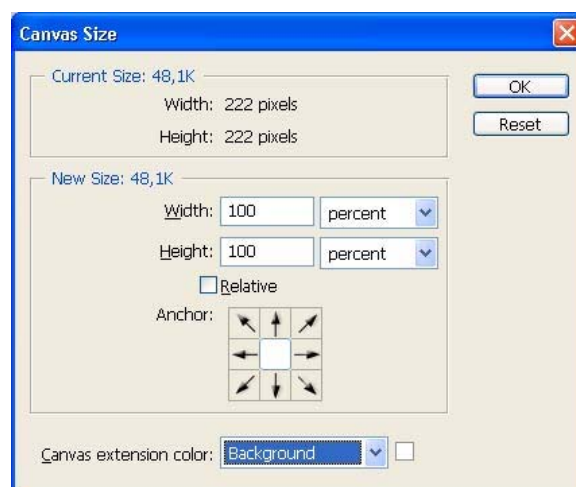 Canvas Size
Current Size: 48,1K
OK
Width: 222 pixels
Reset
Height: 222 pixels
New Size: 48,1K
Width: 100 percent
Height: 100 percent
Relative
Anchor:
Canvas extension color: Background